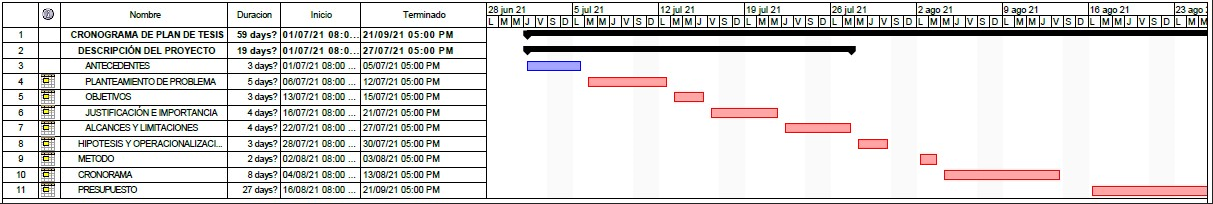 Nombre Duracion Inicio Terminado 28 jun 21 5 jul 21 12 jul 21 19 jul 21 26 jul 21 2 ago 21 9 ago 21 16 ago 21 23 ago
L M M J V S D L M M J V S D L M M J V S D L M M J V S D L M M J V S D L M M J V S D L M M J V S D L M M J V S D L M M
1 CRONOGRAMA DE PLAN DE TESIS 59 days? 01/07/21 08:0... 21/09/21 05:00 PM
2 DESCRIPCIÓN DEL PROYECTO 19 days? 01/07/21 08:0... 27/07/21 05:00 PM
3 ANTECEDENTES 3 days? 01/07/21 08:00 ... 05/07/21 05:00 PM
4 PLANTEAMIENTO DE PROBLEMA 5 days? 06/07/21 08:00 ... 12/07/21 05:00 PM
5 OBJETIVOS 3 days? 13/07/21 08:00 ... 15/07/21 05:00 PM
6 JUSTIFICACIÓN E IMPORTANCIA 4 days? 16/07/21 08:00 ... 21/07/21 05:00 PM
7 ALCANCES Y LIMITACIONES 4 days? 22/07/21 08:00 ... 27/07/21 05:00 PM
8 HIPOTESIS Y OPERACIONALIZACI... 3 days? 28/07/21 08:00 ... 30/07/21 05:00 PM
9 METODO 2 days? 02/08/21 08:00 ... 03/08/21 05:00 PM
10 CRONORAMA 8 days? 04/08/21 08:00 ... 13/08/21 05:00 PM
11 PRESUPUESTO 27 days? 16/08/21 08:00 ... 21/09/21 05:00 PM